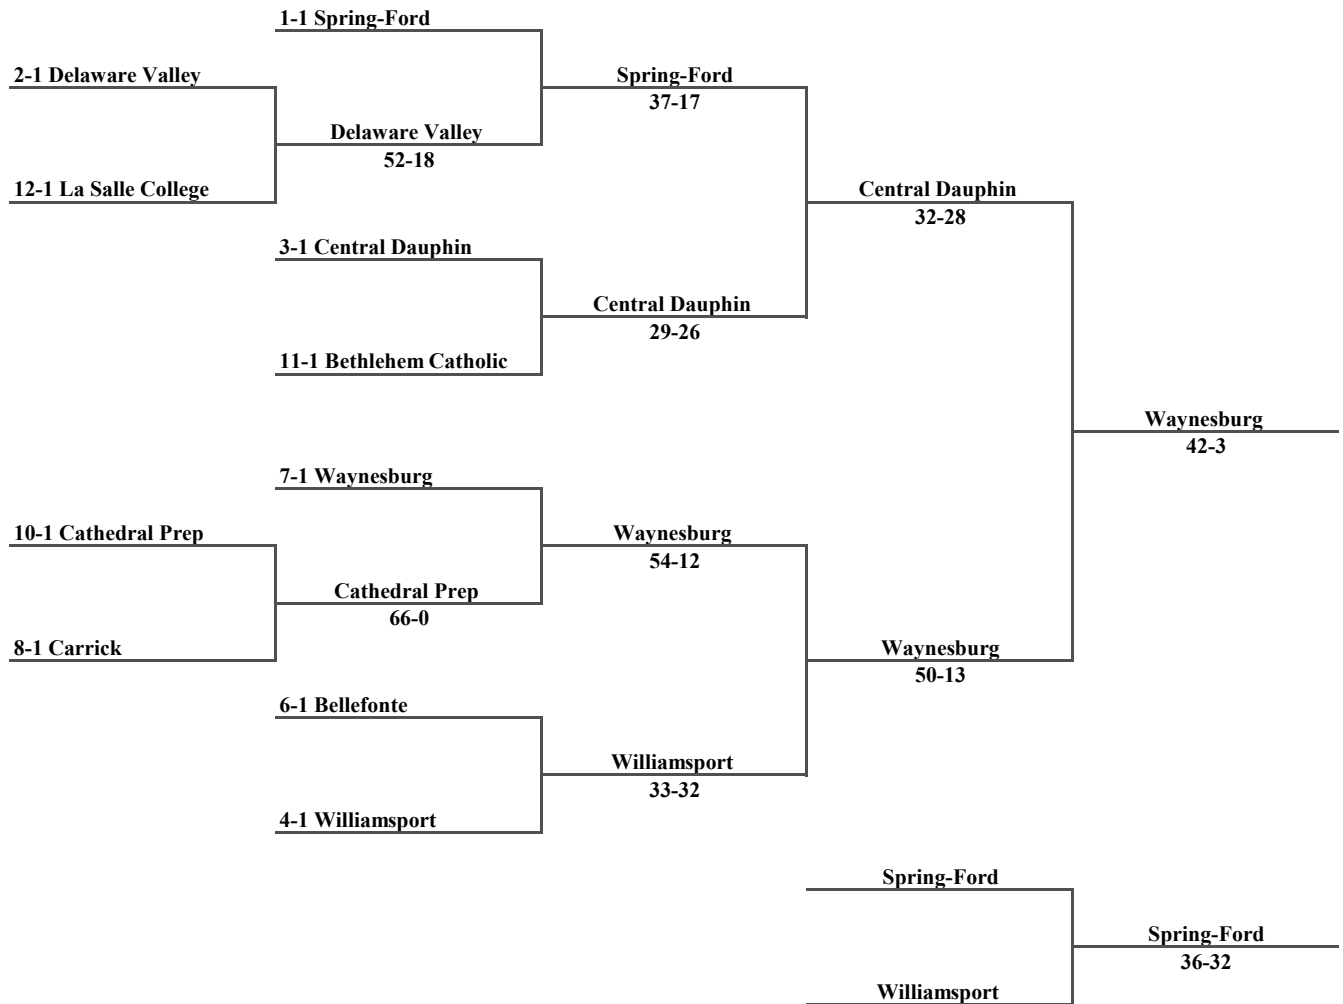 1-1 Spring-Ford
2-1 Delaware Valley
Spring-Ford
37-17
Delaware Valley
52-18
12-1 La Salle College
Central Dauphin
32-28
3-1 Central Dauphin
Central Dauphin
29-26
11-1 Bethlehem Catholic
Waynesburg
42-3
7-1 Waynesburg
10-1 Cathedral Prep
Waynesburg
54-12
Cathedral Prep
66-0
8-1 Carrick
Waynesburg
50-13
6-1 Bellefonte
Williamsport
33-32
4-1 Williamsport
Spring-Ford
Spring-Ford
36-32
Williamsport